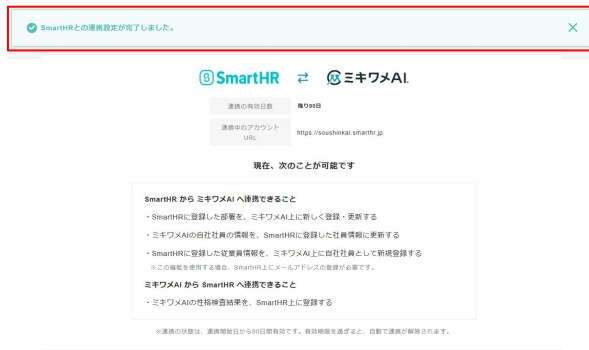 SmartHRとの連携設定が完了しました。
SmartHR ⇄ ミキワメAI.
連携の有効日数 残り90日
連携中のアカウント
URL
https://soushinkai.smarthr.jp
現在、次のことが可能です
SmartHR から ミキワメAI へ連携できること
・SmartHRに登録した部署を、ミキワメAI上に新しく登録・更新する
・ミキワメAIの自社社員の情報を、SmartHRに登録した社員情報に更新する
・SmartHRに登録した従業員情報を、ミキワメAI上に自社社員として新規登録する
※この機能を使用する場合、SmartHR上にメールアドレスの登録が必要です。
ミキワメAI から SmartHR へ連携できること
・ミキワメAIの性格検査結果を、SmartHR上に登録する
※連携の状態は、連携開始日から90日間有効です。有効期限を過ぎると、自動で連携が解除されます。